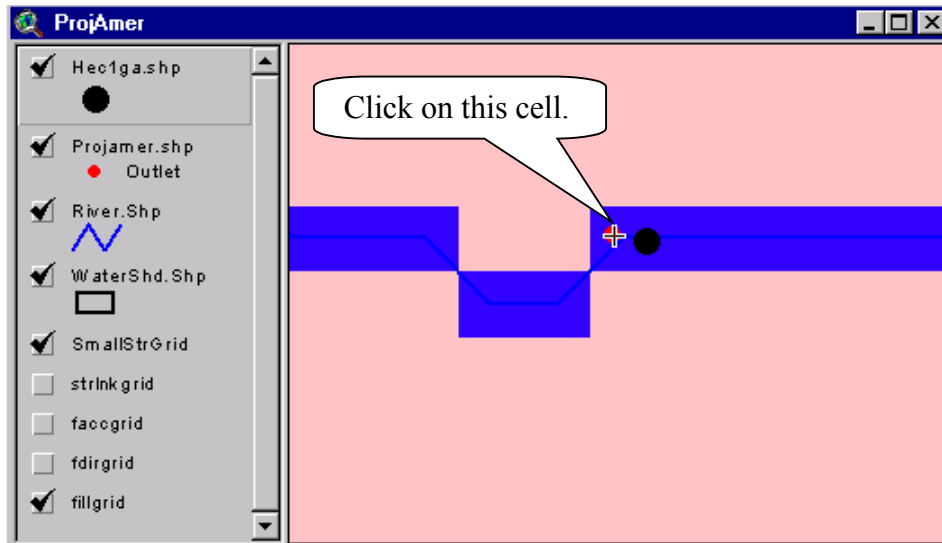 ProjAmer
Hec1ga.shp
Projamer.shp
Outlet
River.Shp
WaterShd.Shp
SmallStrGrid
strlnkgrid
faccgrid
fdirgrid
fillgrid
Click on this cell.